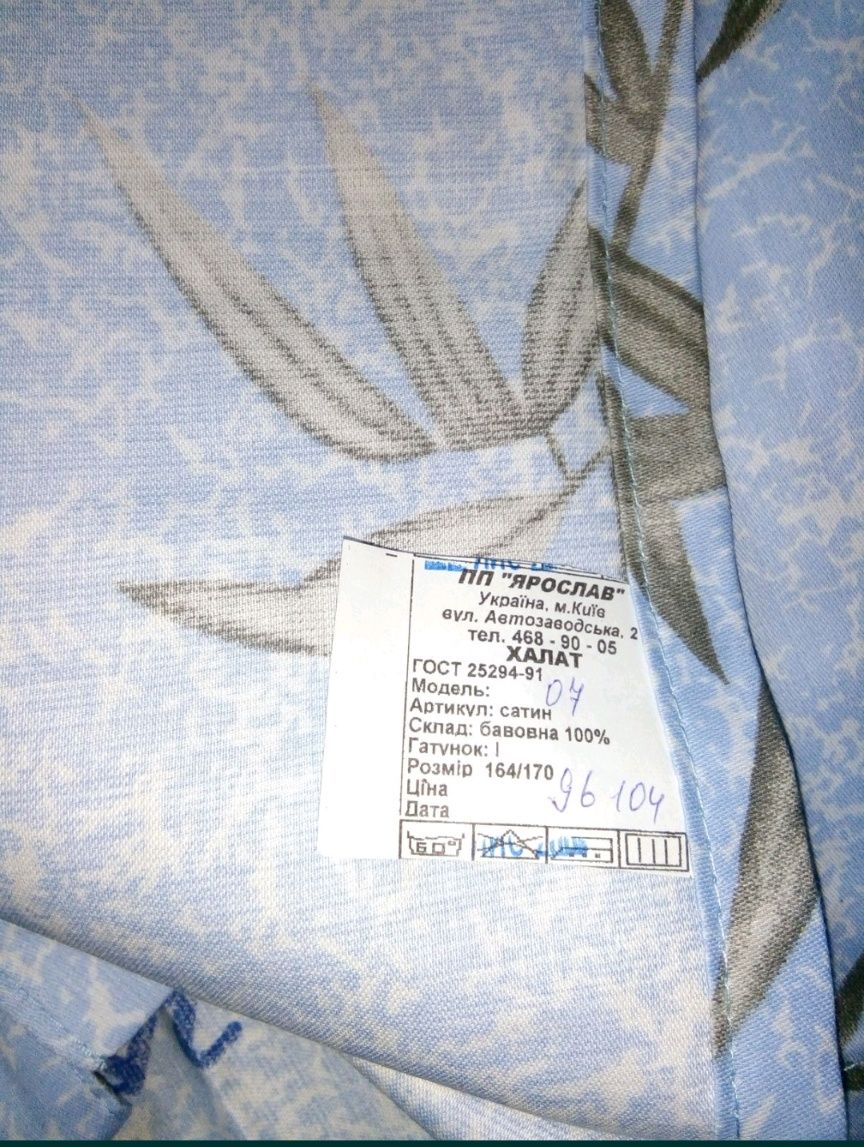 ПП "ЯРОСЛАВ"
Україна, м.Київ
вул. Автозаводська, 2
тел. 468 - 90 - 05
ХАЛАТ
ГОСТ 25294-91
Модель: 07
Артикул: сатин
Склад: бавовна 100%
Гатунок: I
Розмір 164/170 96 104
Ціна
Дата
60°